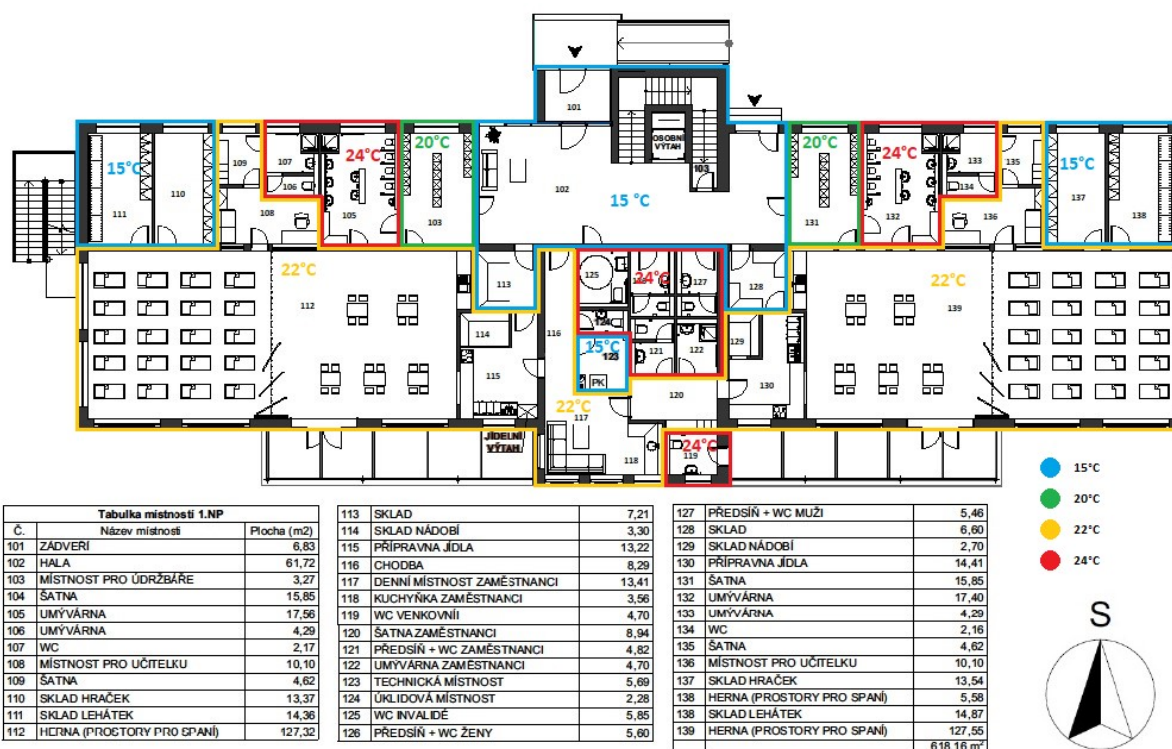 101
OSOBNÍ
VÝTAH
103
15°C
109
107
106
24°C
20°C
102
15 °C
20°C
24°C
133
134
135
15°C
111
110
108
105
103
131
132
136
137
138
22°C
112
113
125
24°C
127
128
22°C
139
114
124
116
15°C
123
121
122
129
115
PK
130
22°C
120
117
JÍDELNÍ
VÝTAH
118
24°C
119
15°C
20°C
22°C
24°C
S
Tabulka místností 1.NP
Č. Název místnosti Plocha (m2)
101 ZÁDVEŘÍ 6,83
102 HALA 61,72
103 MÍSTNOST PRO ÚDRŽBÁŘE 3,27
104 ŠATNA 15,85
105 UMÝVÁRNA 17,56
106 UMÝVÁRNA 4,29
107 WC 2,17
108 MÍSTNOST PRO UČITELKU 10,10
109 ŠATNA 4,62
110 SKLAD HRAČEK 13,37
111 SKLAD LEHÁTEK 14,36
112 HERNA (PROSTORY PRO SPANÍ) 127,32
113 SKLAD 7,21
114 SKLAD NÁDOBÍ 3,30
115 PŘÍPRAVNA JÍDLA 13,22
116 CHODBA 8,29
117 DENNÍ MÍSTNOST ZAMĚSTNANCI 13,41
118 KUCHYŇKA ZAMĚSTNANCI 3,56
119 WC VENKOVNÍI 4,70
120 ŠATNA ZAMĚSTNANCI 8,94
121 PŘEDSÍŇ + WC ZAMĚSTNANCI 4,82
122 UMÝVÁRNA ZAMĚSTNANCI 4,70
123 TECHNICKÁ MÍSTNOST 5,69
124 ÚKLIDOVÁ MÍSTNOST 2,28
125 WC INVALIDÉ 5,85
126 PŘEDSÍŇ + WC ŽENY 5,60
127 PŘEDSÍŇ + WC MUŽI 5,46
128 SKLAD 6,60
129 SKLAD NÁDOBÍ 2,70
130 PŘÍPRAVNA JÍDLA 14,41
131 ŠATNA 15,85
132 UMÝVÁRNA 17,40
133 UMÝVÁRNA 4,29
134 WC 2,16
135 ŠATNA 4,62
136 MÍSTNOST PRO UČITELKU 10,10
137 SKLAD HRAČEK 13,54
138 HERNA (PROSTORY PRO SPANÍ) 5,58
138 SKLAD LEHÁTEK 14,87
139 HERNA (PROSTORY PRO SPANÍ) 127,55
618,16 m²